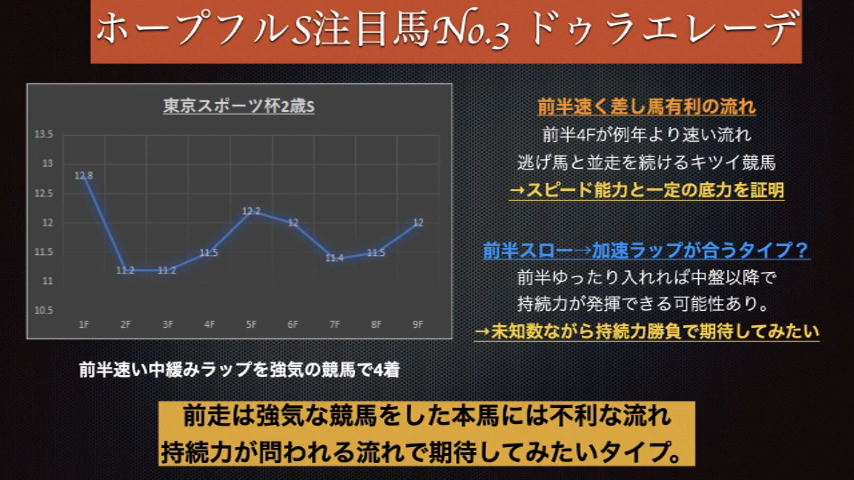 ホープフルS注目馬No.3 ドゥラエレーデ
東京スポーツ杯2歳S
13.5
13
12.5
12
11.5
11
10.5
12.8
11.2
11.2
11.5
12.2
12
11.4
11.5
12
1F 2F 3F 4F 5F 6F 7F 8F 9F
前半速い中緩みラップを強気の競馬で4着
前半速く差し馬有利の流れ
前半4Fが例年より速い流れ
逃げ馬と並走を続けるキツイ競馬
→スピード能力と一定の底力を証明
前半スロー→加速ラップが合うタイプ?
前半ゆったり入れれば中盤以降で
持続力が発揮できる可能性あり。
→未知数ながら持続力勝負で期待してみたい
前走は強気な競馬をした本馬には不利な流れ
持続力が問われる流れで期待してみたいタイプ。